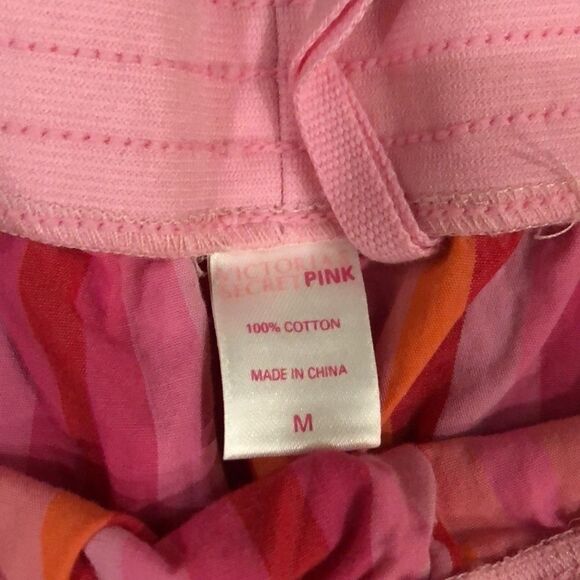 VICTORIA'S
SECRET PINK
100% COTTON
MADE IN CHINA
M